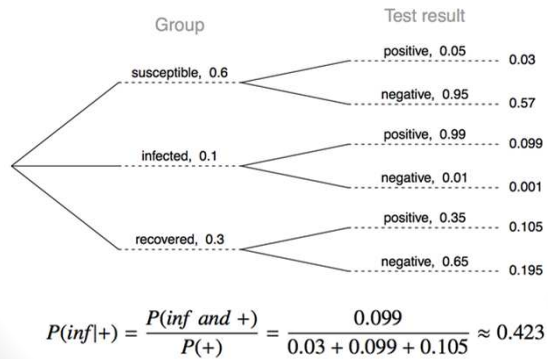 Group
Test result
susceptible, 0.6
positive, 0.05
0.03
negative, 0.95
0.57
infected, 0.1
positive, 0.99
0.099
negative, 0.01
0.001
recovered, 0.3
positive, 0.35
0.105
negative, 0.65
0.195
P(inf|+) = P(inf and +) / P(+) = 0.099 / 0.03 + 0.099 + 0.105 ≈ 0.423